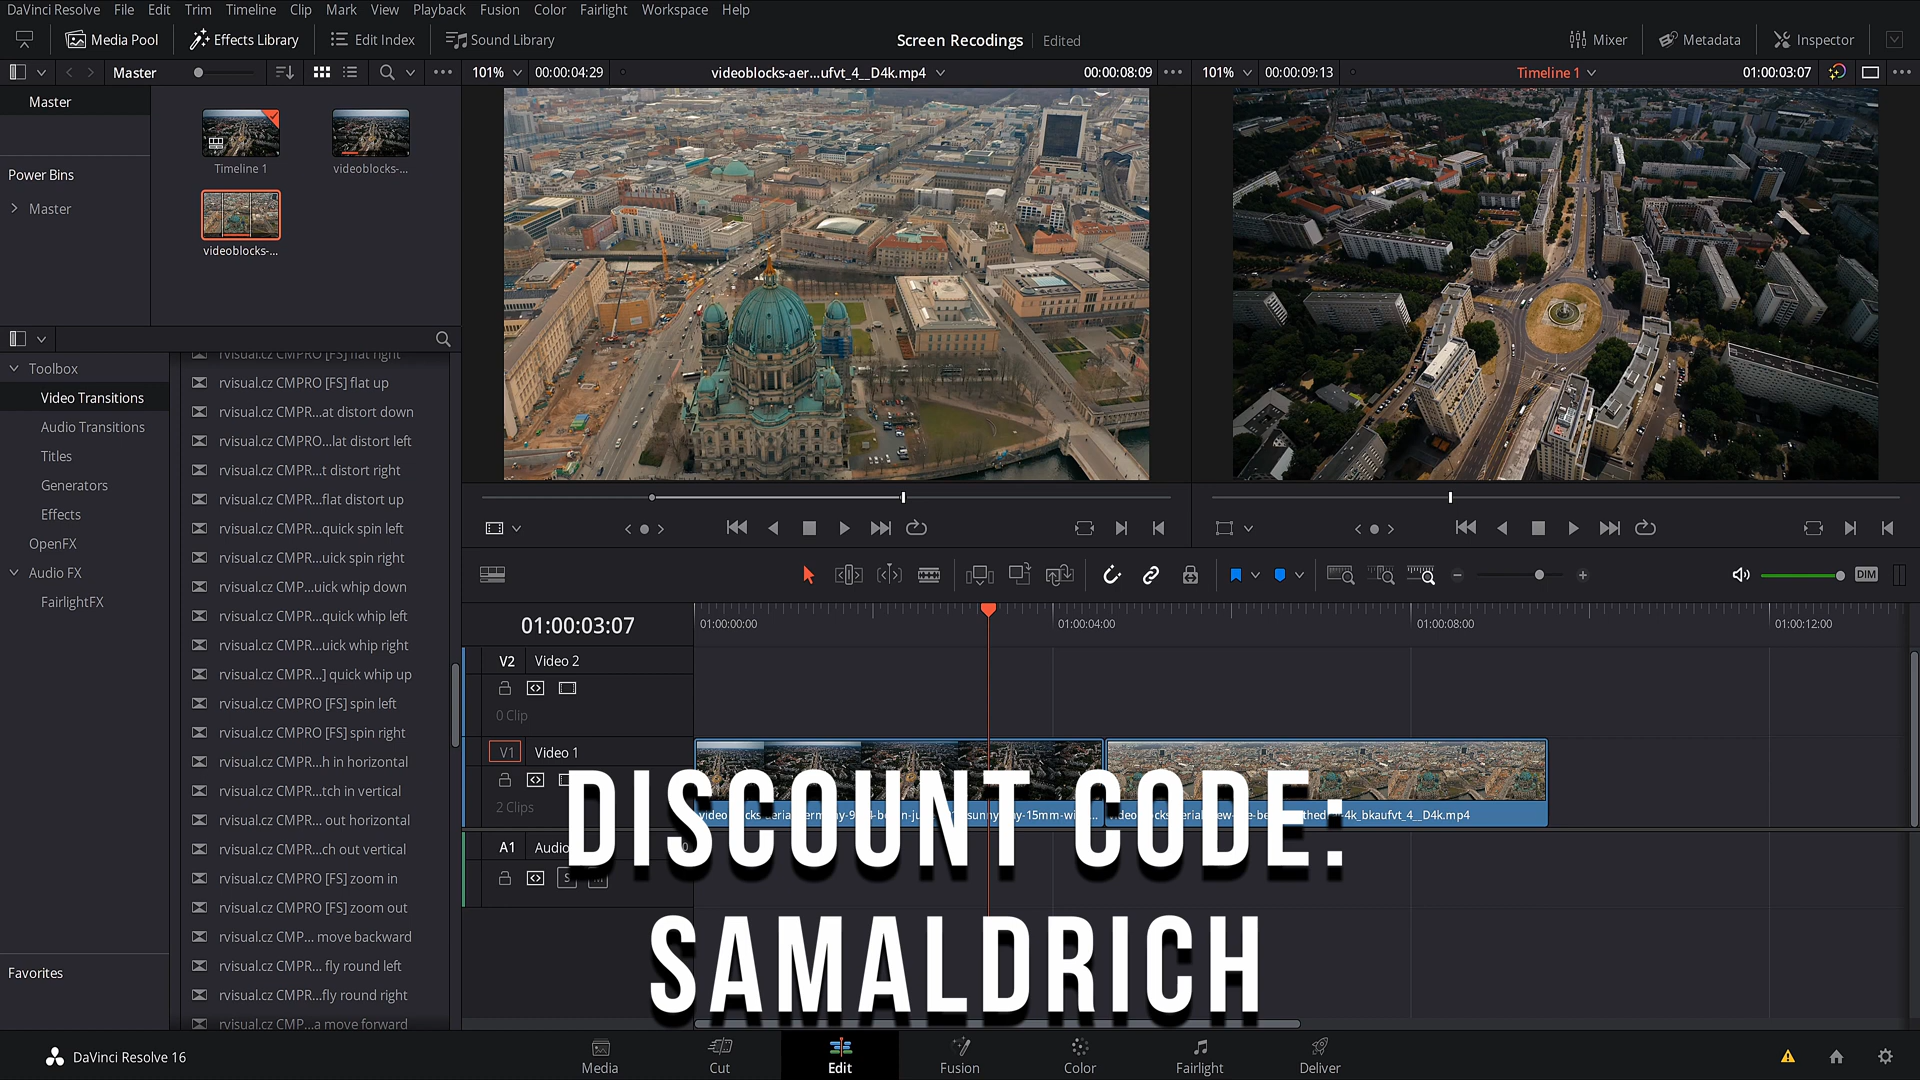 DaVinci Resolve File Edit Trim Timeline Clip Mark View Playback Fusion Color Fairlight Workspace Help
Media Pool Effects Library Edit Index Sound Library Screen Recodings Edited Mixer Metadata Inspector
Master 101% 00:00:04:29 videoblocks-aer...ufvt_4__D4k.mp4 00:00:08:09 101% 00:00:09:13 Timeline 1 01:00:03:07
Master
Timeline 1 videoblocks-...
Power Bins
Master
videoblocks-...
rvisual.cz CMPRO [FS] flat right
Toolbox
rvisual.cz CMPRO [FS] flat up
Video Transitions
rvisual.cz CMPR...at distort down
Audio Transitions
rvisual.cz CMPRO...lat distort left
Titles
rvisual.cz CMPR...t distort right
Generators
rvisual.cz CMPR...flat distort up
Effects
rvisual.cz CMPR...quick spin left
OpenFX
rvisual.cz CMPR...uick spin right
Audio FX
rvisual.cz CMP...uick whip down
FairlightFX
rvisual.cz CMPR...quick whip left
rvisual.cz CMPR...uick whip right
rvisual.cz CMPR...] quick whip up
rvisual.cz CMPRO [FS] spin left
rvisual.cz CMPRO [FS] spin right
rvisual.cz CMPR...h in horizontal
rvisual.cz CMPR...tch in vertical
rvisual.cz CMPR... out horizontal
rvisual.cz CMPR...ch out vertical
rvisual.cz CMPRO [FS] zoom in
rvisual.cz CMPRO [FS] zoom out
rvisual.cz CMP... move backward
rvisual.cz CMPR... fly round left
rvisual.cz CMPR...fly round right
rvisual.cz CMP...a move forward
Favorites
DIM
01:00:03:07 01:00:00:00 01:00:04:00 01:00:08:00 01:00:12:00
V2 Video 2
0 Clip
V1 Video 1
2 Clips
4k_bkaufvt_4__D4k.mp4
A1 Audio
DISCOUNT CODE:
SAMALDRICH
DaVinci Resolve 16 Media Cut Edit Fusion Color Fairlight Deliver